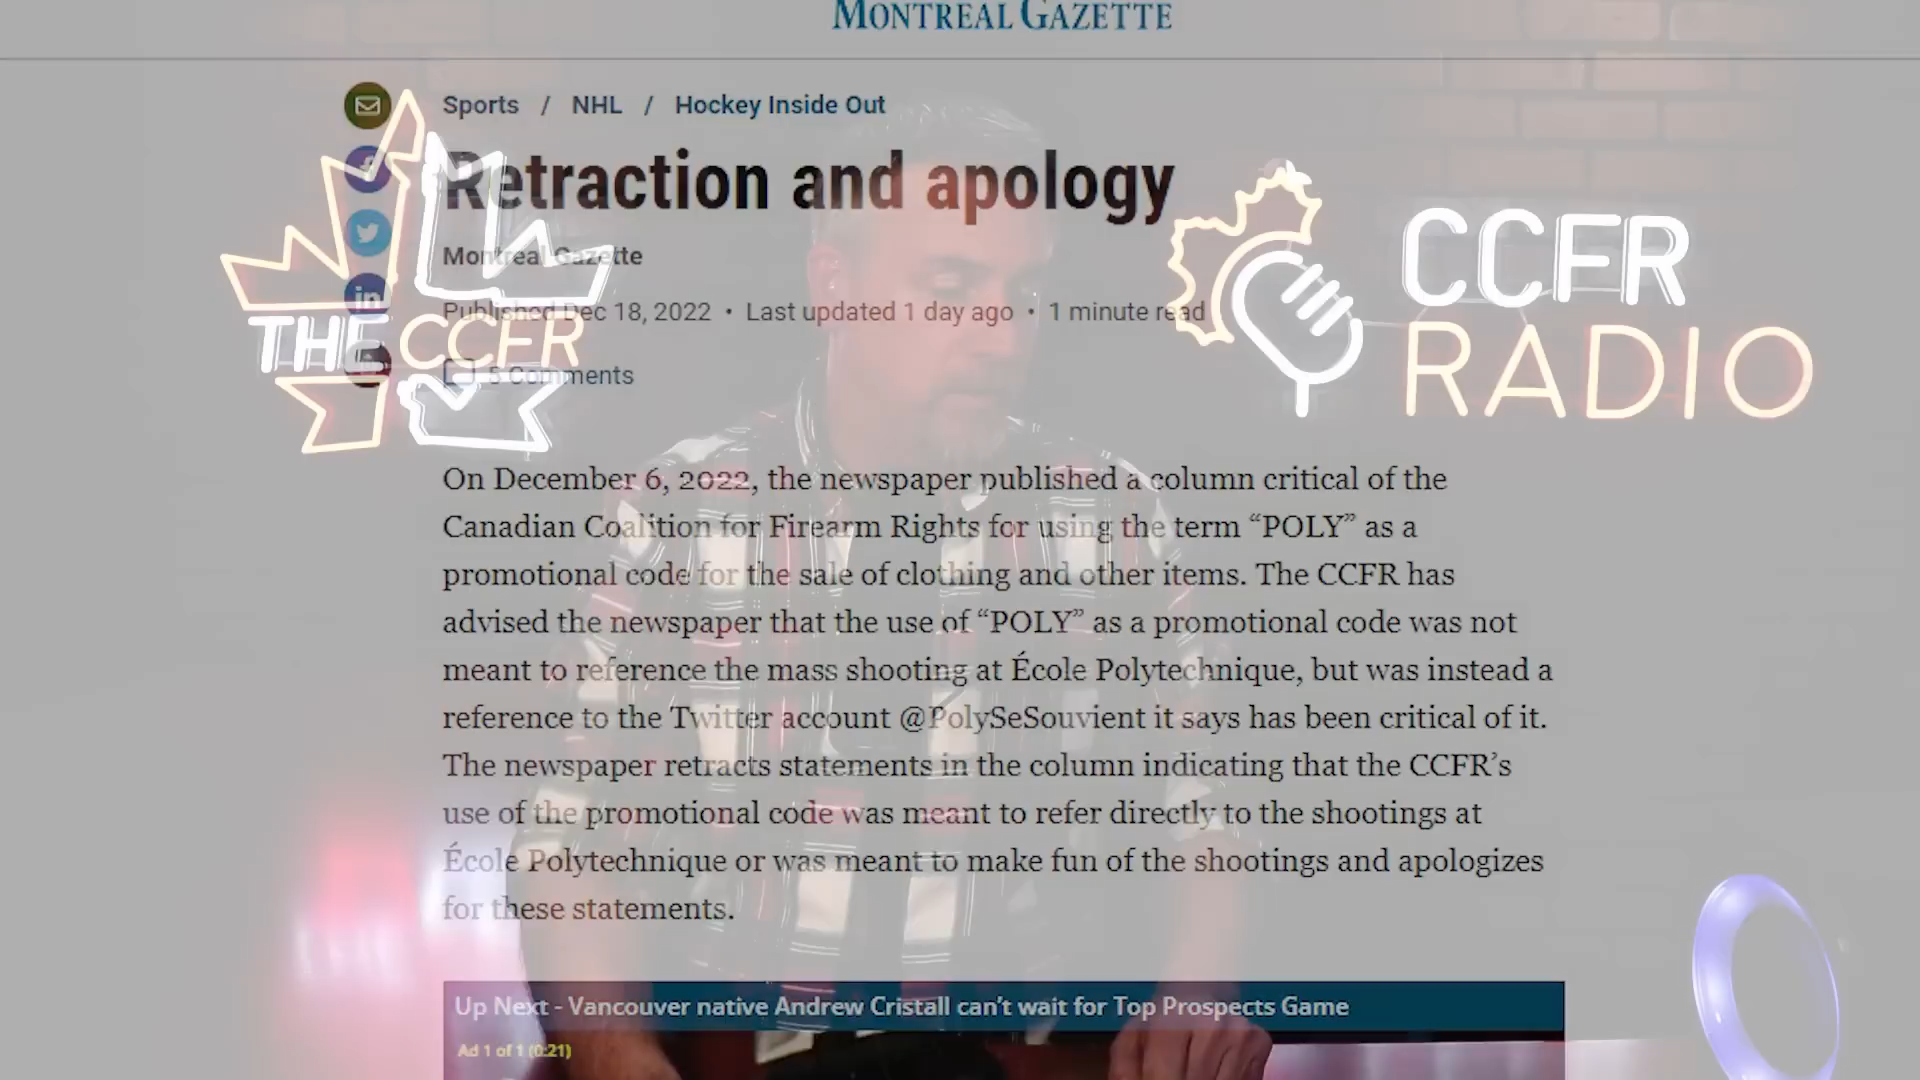 MONTREAL GAZETTE
Sports / NHL / Hockey Inside Out
Retraction and apology
Montreal Gazette
Published Dec 18, 2022 • Last updated 1 day ago • 1 minute read
5 Comments
THE CCFR
CCFR
RADIO
On December 6, 2022, the newspaper published a column critical of the
Canadian Coalition for Firearm Rights for using the term “POLY” as a
promotional code for the sale of clothing and other items. The CCFR has
advised the newspaper that the use of “POLY” as a promotional code was not
meant to reference the mass shooting at École Polytechnique, but was instead a
reference to the Twitter account @PolySeSouvient it says has been critical of it.
The newspaper retracts statements in the column indicating that the CCFR’s
use of the promotional code was meant to refer directly to the shootings at
École Polytechnique or was meant to make fun of the shootings and apologizes
for these statements.
Up Next - Vancouver native Andrew Cristall can’t wait for Top Prospects Game
Ad 1 of 1 (0:21)